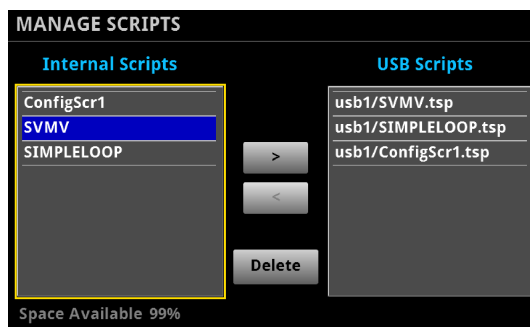 MANAGE SCRIPTS
Internal Scripts
ConfigScr1
SVMV
SIMPLELOOP
>
<
Delete
USB Scripts
usb1/SVMV.tsp
usb1/SIMPLELOOP.tsp
usb1/ConfigScr1.tsp
Space Available 99%